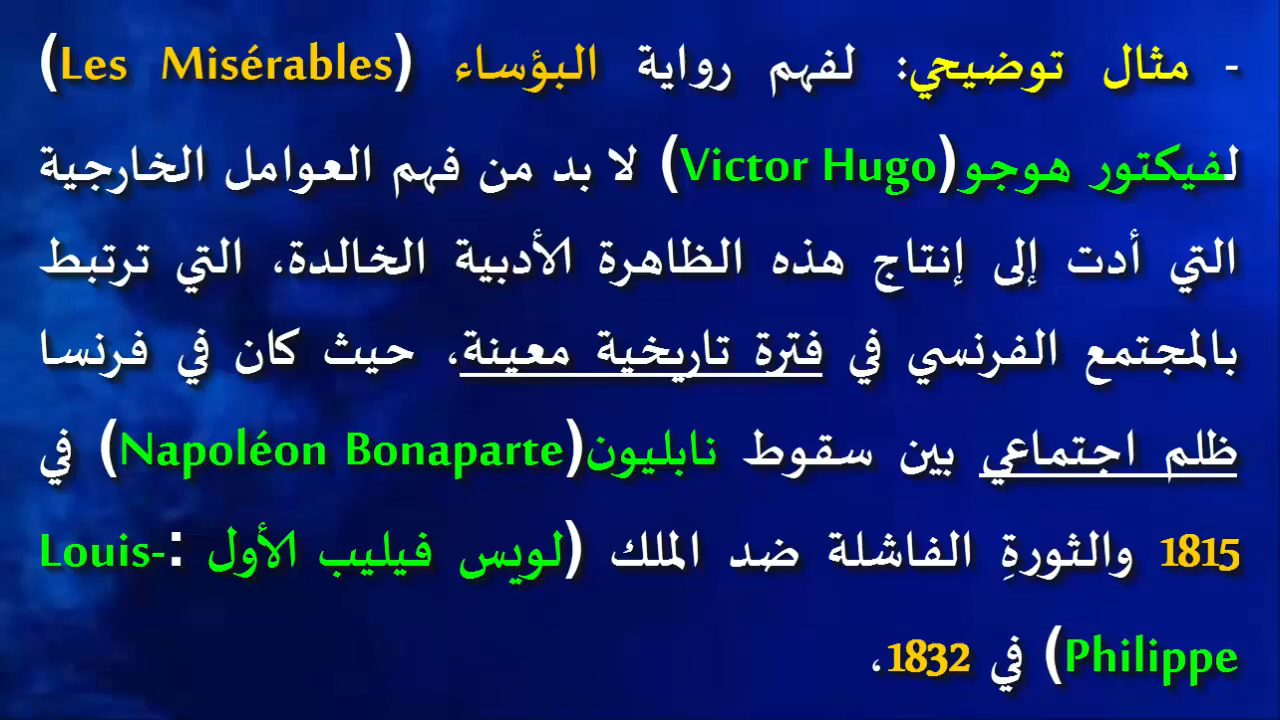 - مثال توضيحي: لفهم رواية البؤساء (Les Misérables)
لفيكتور هوجو(Victor Hugo) لا بد من فهم العوامل الخارجية
التي أدت إلى إنتاج هذه الظاهرة الأدبية الخالدة، التي ترتبط
بالمجتمع الفرنسي في فترة تاريخية معينة، حيث كان في فرنسا
ظلم اجتماعي بين سقوط نابليون(Napoléon Bonaparte) في
1815 والثورةِ الفاشلة ضد الملك (لويس فيليب الأول :Louis-
Philippe) في 1832،